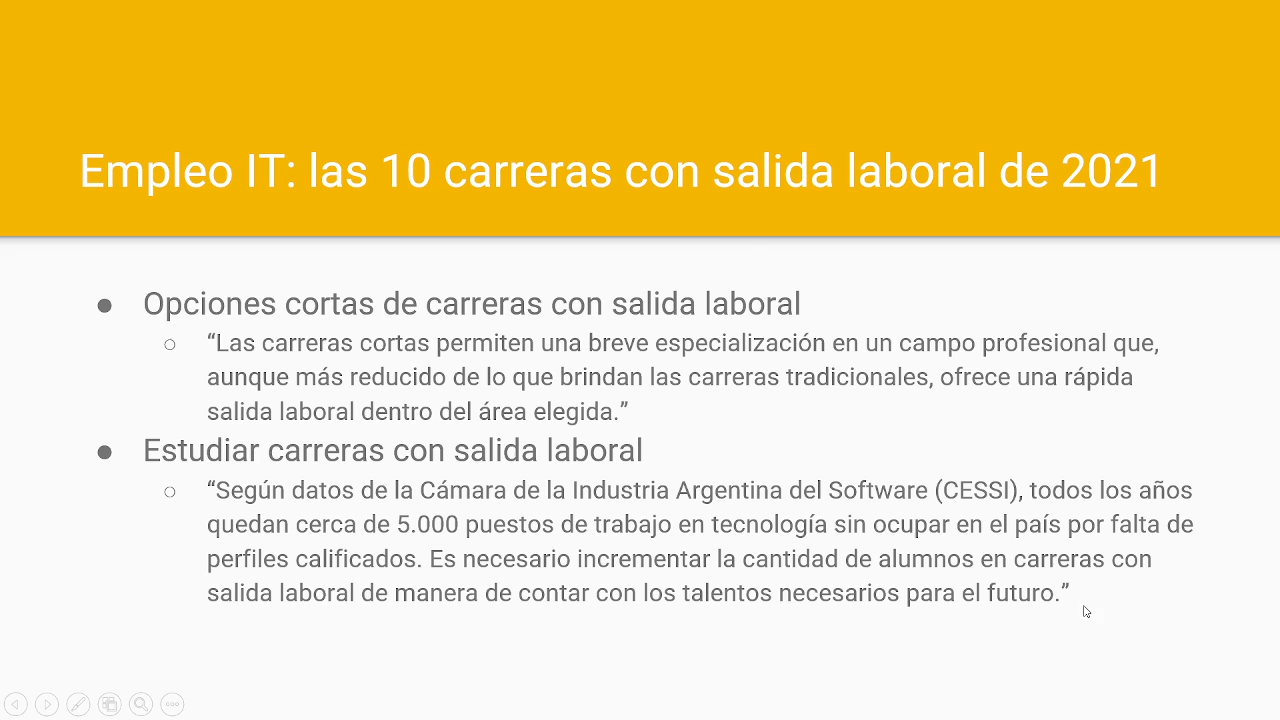 Empleo IT: las 10 carreras con salida laboral de 2021
● Opciones cortas de carreras con salida laboral
○ “Las carreras cortas permiten una breve especialización en un campo profesional que,
aunque más reducido de lo que brindan las carreras tradicionales, ofrece una rápida
salida laboral dentro del área elegida.”
● Estudiar carreras con salida laboral
○ “Según datos de la Cámara de la Industria Argentina del Software (CESSI), todos los años
quedan cerca de 5.000 puestos de trabajo en tecnología sin ocupar en el país por falta de
perfiles calificados. Es necesario incrementar la cantidad de alumnos en carreras con
salida laboral de manera de contar con los talentos necesarios para el futuro.”